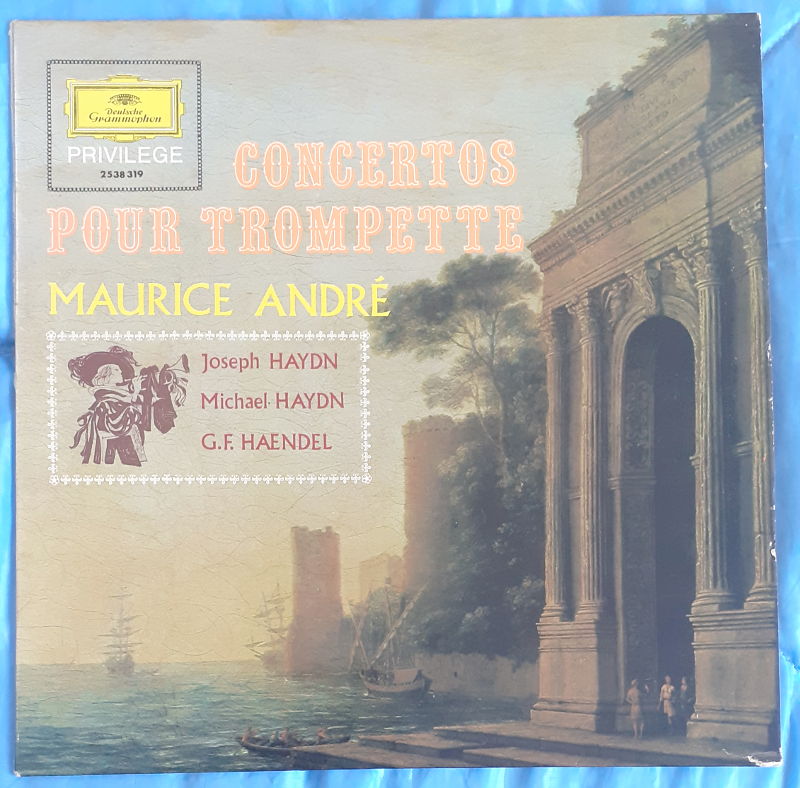 Deutsche
Grammophon
PRIVILEGE
2538 319
CONCERTOS
POUR TROMPETTE
MAURICE ANDRÉ
Joseph HAYDN
Michael HAYDN
G.F. HAENDEL